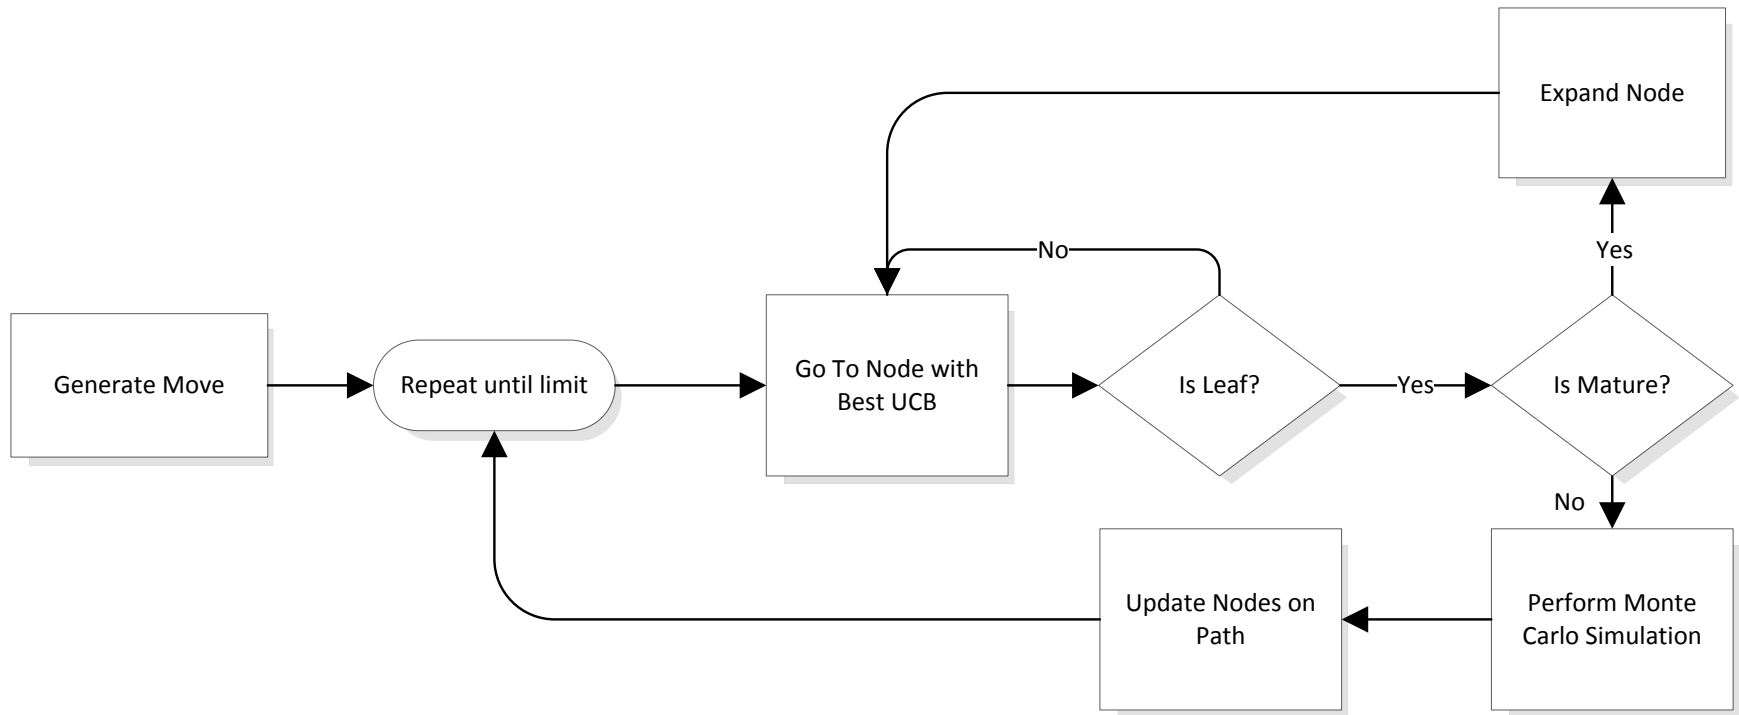 Expand Node
No
Yes
Generate Move
Repeat until limit
Go To Node with
Best UCB
Is Leaf?
Yes
Is Mature?
No
Update Nodes on
Path
Perform Monte
Carlo Simulation